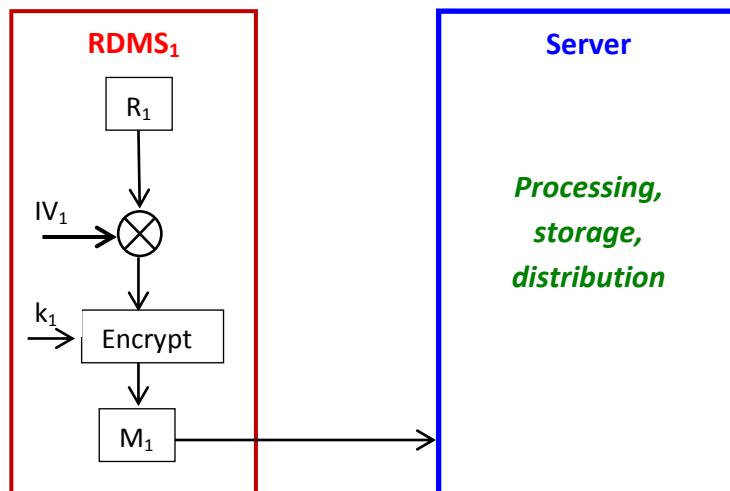 RDMS₁
R₁
IV₁
k₁
Encrypt
M₁
Server
Processing,
storage,
distribution